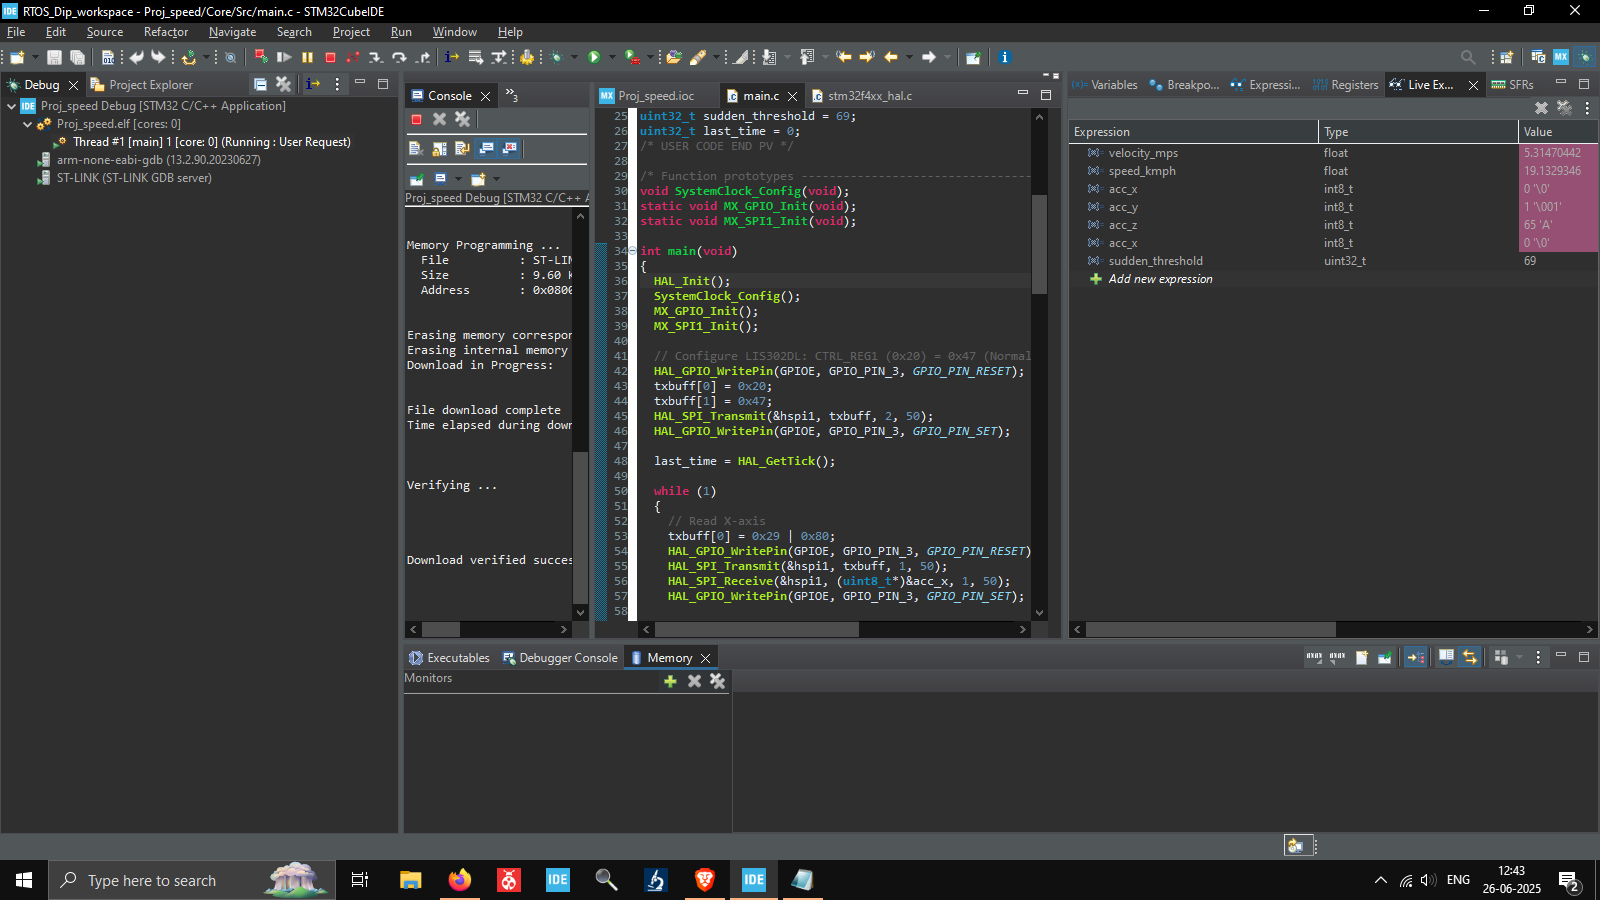 RTOS_Dip_workspace - Proj_speed/Core/Src/main.c - STM32CubeIDE
File Edit Source Refactor Navigate Search Project Run Window Help
Debug Project Explorer
Proj_speed Debug [STM32 C/C++ Application]
Proj_speed.elf [cores: 0]
Thread #1 [main] 1 [core: 0] (Running : User Request)
arm-none-eabi-gdb (13.2.90.20230627)
ST-LINK (ST-LINK GDB server)
Console
3
Proj_speed Debug [STM32 C/C++ A
Memory Programming ...
File : ST-LIN
Size : 9.60 K
Address : 0x0800
Erasing memory correspon
Erasing internal memory
Download in Progress:
File download complete
Time elapsed during down
Verifying ...
Download verified succes
Proj_speed.ioc main.c stm32f4xx_hal.c
25 uint32_t sudden_threshold = 69;
26 uint32_t last_time = 0;
27 /* USER CODE END PV */
28
29 /* Function prototypes ---------------------------------
30 void SystemClock_Config(void);
31 static void MX_GPIO_Init(void);
32 static void MX_SPI1_Init(void);
33
34 int main(void)
35 {
36 HAL_Init();
37 SystemClock_Config();
38 MX_GPIO_Init();
39 MX_SPI1_Init();
40
41 // Configure LIS302DL: CTRL_REG1 (0x20) = 0x47 (Normal
42 HAL_GPIO_WritePin(GPIOE, GPIO_PIN_3, GPIO_PIN_RESET);
43 txbuff[0] = 0x20;
44 txbuff[1] = 0x47;
45 HAL_SPI_Transmit(&hspi1, txbuff, 2, 50);
46 HAL_GPIO_WritePin(GPIOE, GPIO_PIN_3, GPIO_PIN_SET);
47
48 last_time = HAL_GetTick();
49
50 while (1)
51 {
52 // Read X-axis
53 txbuff[0] = 0x29 | 0x80;
54 HAL_GPIO_WritePin(GPIOE, GPIO_PIN_3, GPIO_PIN_RESET)
55 HAL_SPI_Transmit(&hspi1, txbuff, 1, 50);
56 HAL_SPI_Receive(&hspi1, (uint8_t*)&acc_x, 1, 50);
57 HAL_GPIO_WritePin(GPIOE, GPIO_PIN_3, GPIO_PIN_SET);
58
Variables Breakpo... Expressi... Registers Live Ex... SFRs
Expression Type Value
velocity_mps float 5.31470442
speed_kmph float 19.1329346
acc_x int8_t 0 '\0'
acc_y int8_t 1 '\001'
acc_z int8_t 65 'A'
acc_x int8_t 0 '\0'
sudden_threshold uint32_t 69
Add new expression
Executables Debugger Console Memory
Monitors
Type here to search
IDE
IDE
ENG
12:43
26-06-2025
2